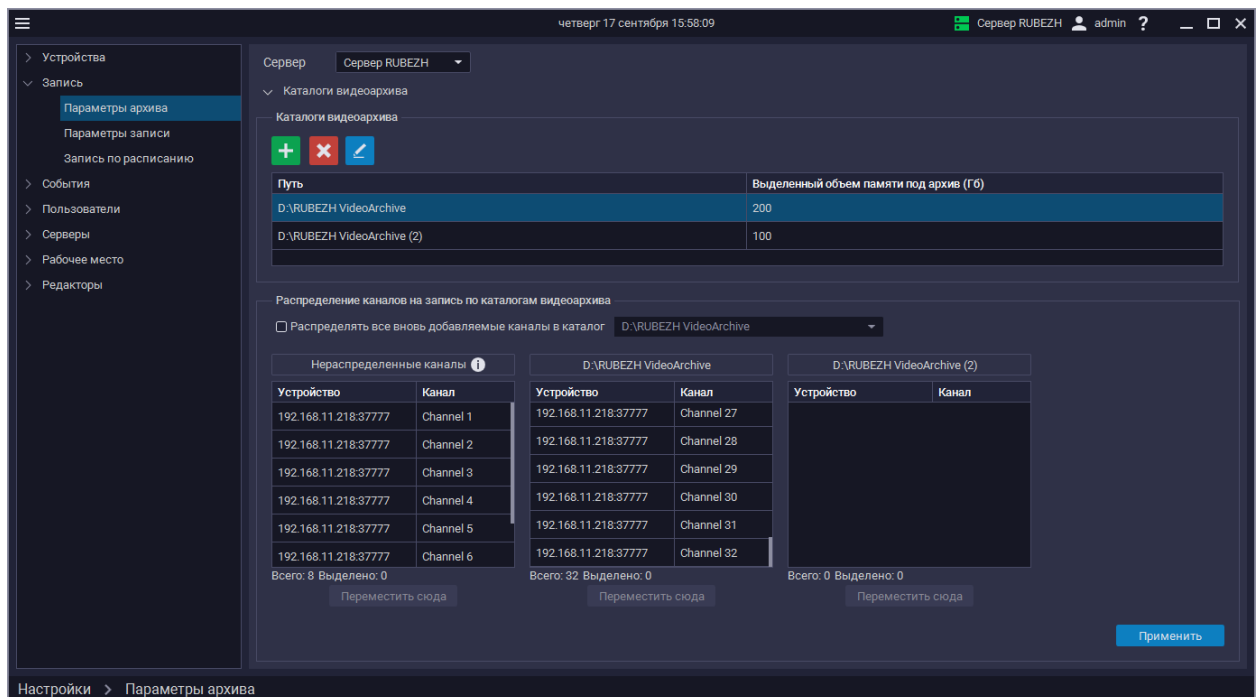 четверг 17 сентября 15:58:09
Сервер RUBEZH admin ?
Устройства
Запись
Параметры архива
Параметры записи
Запись по расписанию
События
Пользователи
Серверы
Рабочее место
Редакторы
Сервер Сервер RUBEZH
Каталоги видеоархива
Каталоги видеоархива
Путь Выделенный объем памяти под архив (Гб)
D:\RUBEZH VideoArchive 200
D:\RUBEZH VideoArchive (2) 100
Распределение каналов на запись по каталогам видеоархива
Распределять все вновь добавляемые каналы в каталог D:\RUBEZH VideoArchive
Нераспределенные каналы i
Устройство Канал
192.168.11.218:37777 Channel 1
192.168.11.218:37777 Channel 2
192.168.11.218:37777 Channel 3
192.168.11.218:37777 Channel 4
192.168.11.218:37777 Channel 5
192.168.11.218:37777 Channel 6
Всего: 8 Выделено: 0
Переместить сюда
D:\RUBEZH VideoArchive
Устройство Канал
192.168.11.218:37777 Channel 27
192.168.11.218:37777 Channel 28
192.168.11.218:37777 Channel 29
192.168.11.218:37777 Channel 30
192.168.11.218:37777 Channel 31
192.168.11.218:37777 Channel 32
Всего: 32 Выделено: 0
Переместить сюда
D:\RUBEZH VideoArchive (2)
Устройство Канал
Всего: 0 Выделено: 0
Переместить сюда
Применить
Настройки > Параметры архива